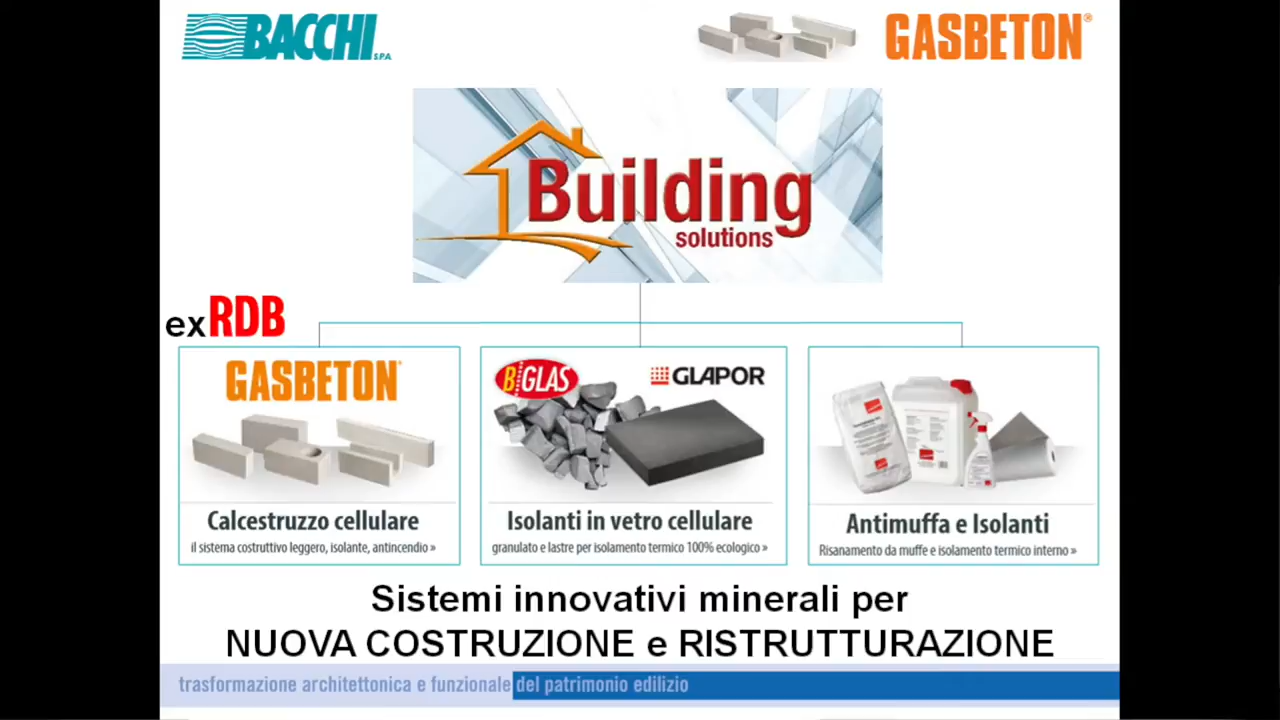 BACCHI S.P.A.
GASBETON®
Building
solutions
ex RDB
GASBETON®
Calcestruzzo cellulare
il sistema costruttivo leggero, isolante, antincendio »
BIGLAS
GLAPOR
Isolanti in vetro cellulare
granulato e lastre per isolamento termico 100% ecologico »
Antimuffa e Isolanti
Risanamento da muffe e isolamento termico interno »
Sistemi innovativi minerali per
NUOVA COSTRUZIONE e RISTRUTTURAZIONE
trasformazione architettonica e funzionale del patrimonio edilizio